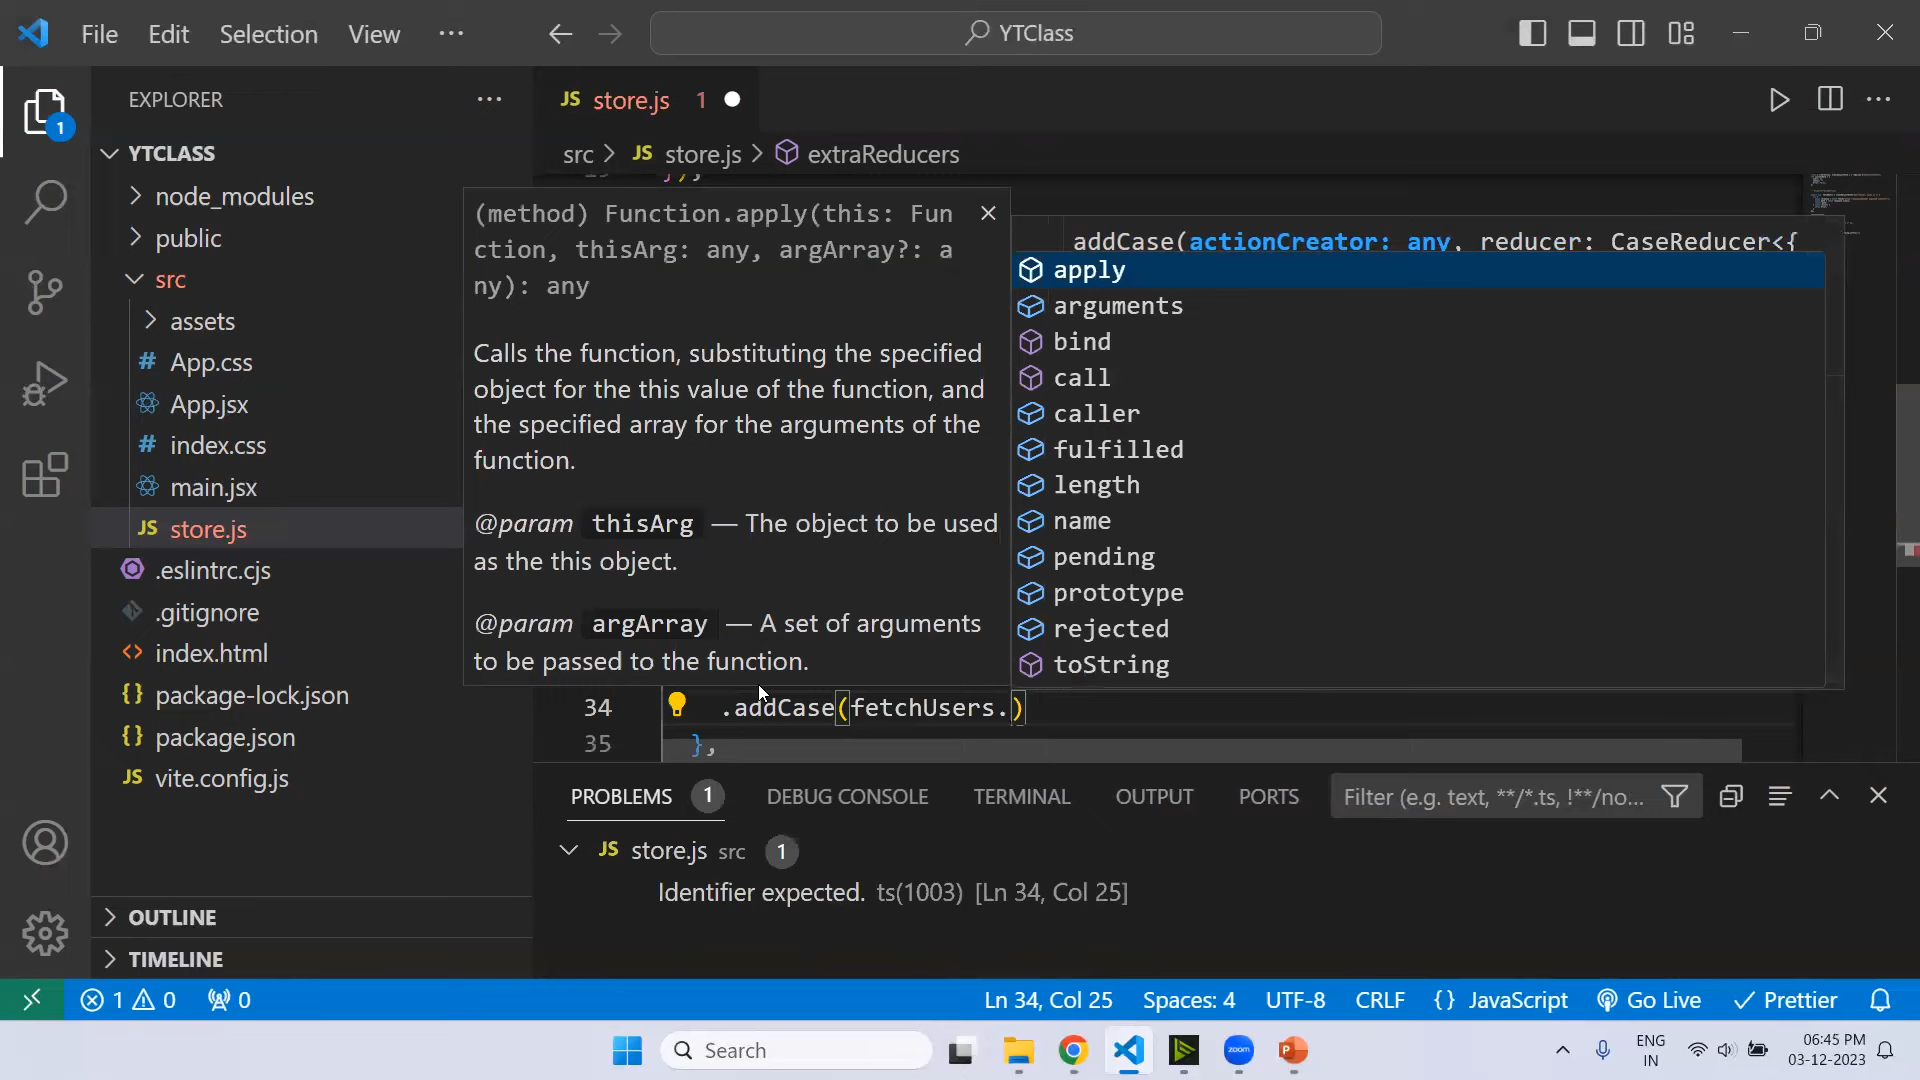 File Edit Selection View ··· YTClass
EXPLORER ···
YTCLASS
node_modules
public
src
assets
# App.css
App.jsx
# index.css
main.jsx
JS store.js
.eslintrc.cjs
.gitignore
<> index.html
{} package-lock.json
{} package.json
JS vite.config.js
OUTLINE
TIMELINE
1
JS store.js 1
src > JS store.js > extraReducers
(method) Function.apply(this: Fun
ction, thisArg: any, argArray?: a
ny): any
Calls the function, substituting the specified
object for the this value of the function, and
the specified array for the arguments of the
function.
@param thisArg — The object to be used
as the this object.
@param argArray — A set of arguments
to be passed to the function.
addCase(actionCreator: any, reducer: CaseReducer<{
apply
arguments
bind
call
caller
fulfilled
length
name
pending
prototype
rejected
toString
34 .addCase(fetchUsers.)
35 },
PROBLEMS 1 DEBUG CONSOLE TERMINAL OUTPUT PORTS Filter (e.g. text, **/*.ts, !**/no...
JS store.js src 1
Identifier expected. ts(1003) [Ln 34, Col 25]
1 0 0 Ln 34, Col 25 Spaces: 4 UTF-8 CRLF {} JavaScript Go Live Prettier
Search zoom ENG
IN
06:45 PM
03-12-2023